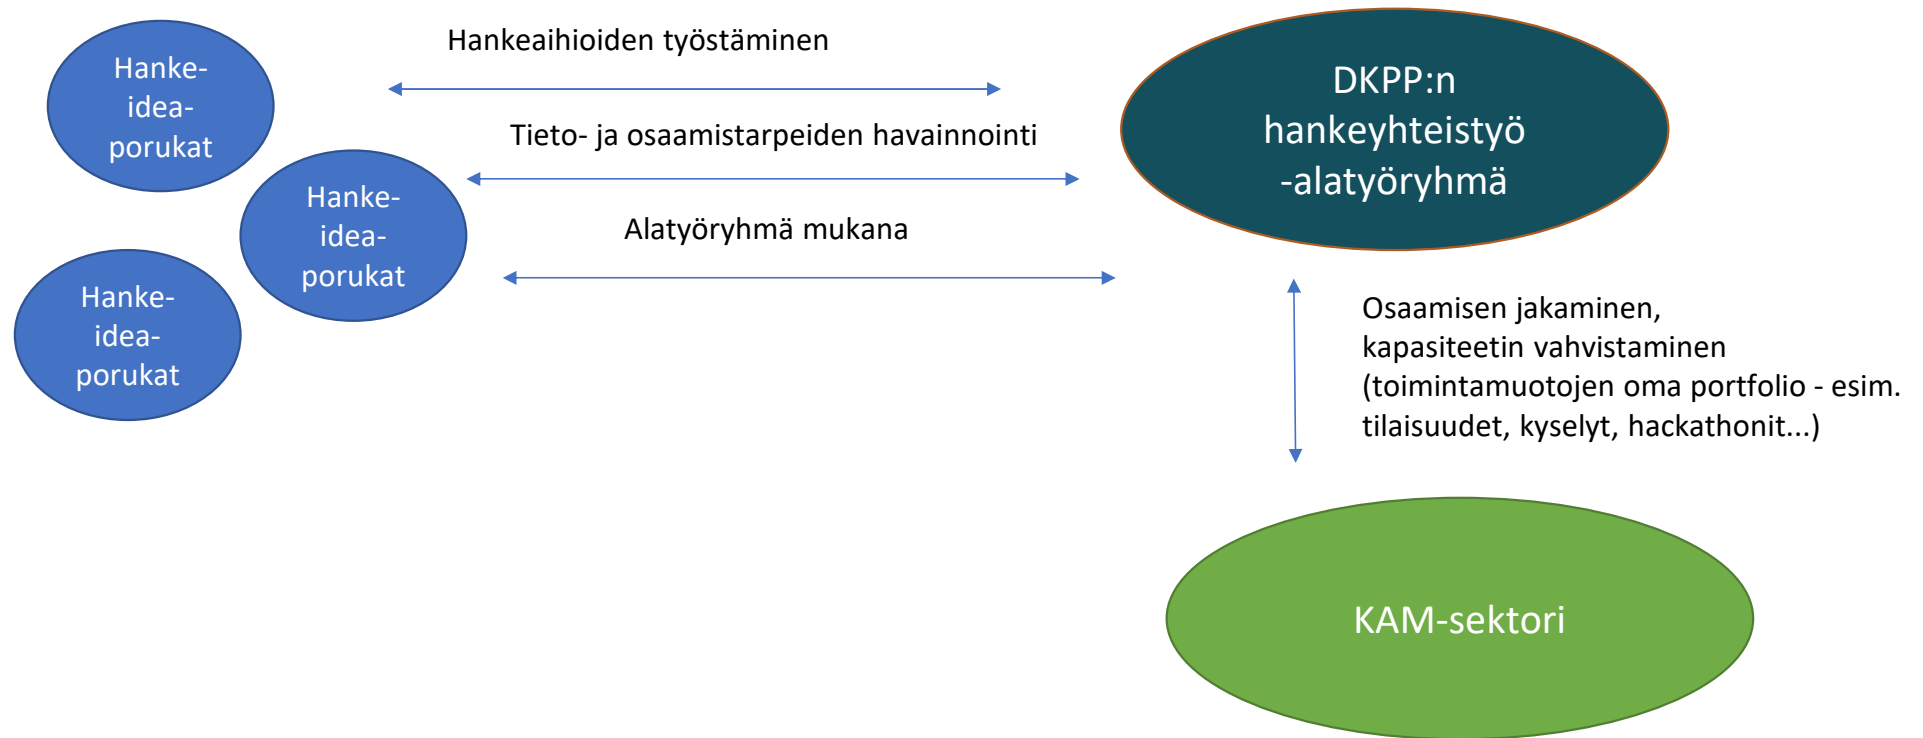 Hankeaihioiden työstäminen
Hanke-
idea-
porukat
DKPP:n
hankeyhteistyö
-alatyöryhmä
Tieto- ja osaamistarpeiden havainnointi
Hanke-
idea-
porukat
Alatyöryhmä mukana
Hanke-
idea-
porukat
Osaamisen jakaminen,
kapasiteetin vahvistaminen
(toimintamuotojen oma portfolio - esim.
tilaisuudet, kyselyt, hackathonit...)
KAM-sektori